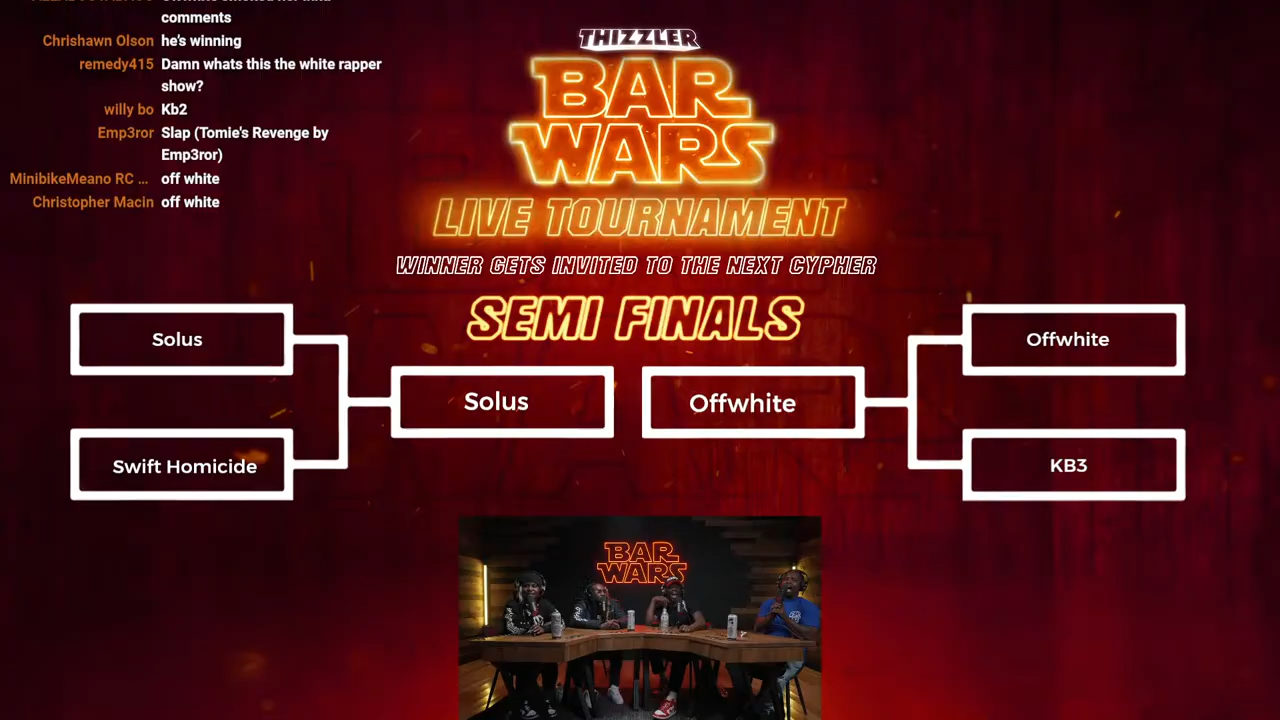 comments
Chrishawn Olson he's winning
remedy415 Damn whats this the white rapper
show?
willy bo Kb2
Emp3ror Slap (Tomie's Revenge by
Emp3ror)
MinibikeMeano RC ... off white
Christopher Macin off white
THIZZLER
BAR
WARS
LIVE TOURNAMENT
WINNER GETS INVITED TO THE NEXT CYPHER
SEMI FINALS
Solus
Swift Homicide
Solus
Offwhite
Offwhite
KB3
BAR
WARS